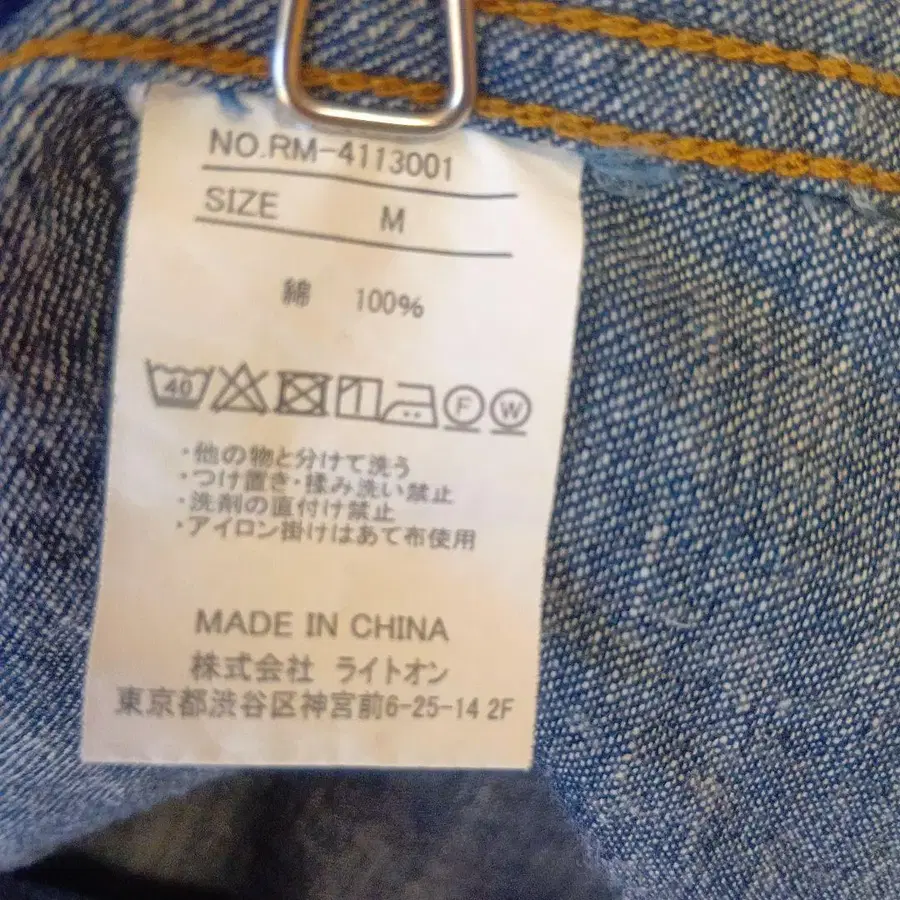 NO.RM-4113001
SIZE M
綿 100%
40 F W
・他の物と分けて洗う
・つけ置き・揉み洗い禁止
・洗剤の直付け禁止
・アイロン掛けはあて布使用
MADE IN CHINA
株式会社 ライトオン
東京都渋谷区神宮前6-25-14 2F